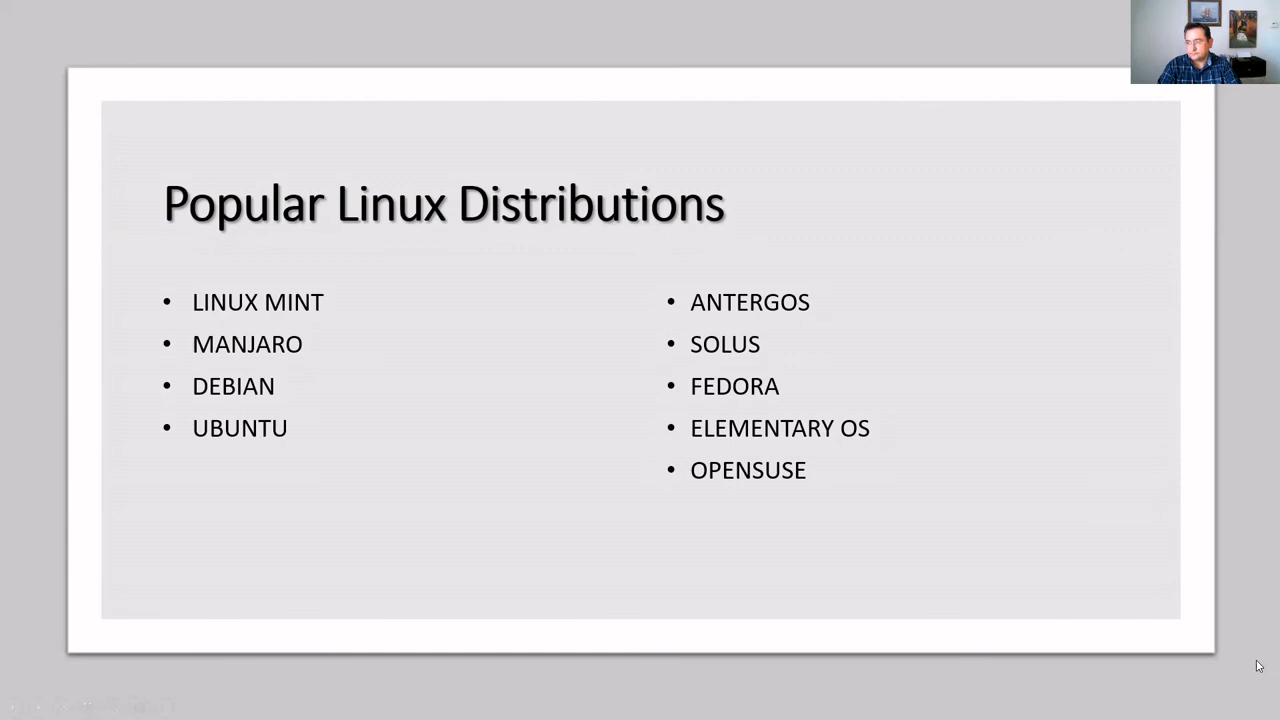 Popular Linux Distributions
• LINUX MINT
• MANJARO
• DEBIAN
• UBUNTU
• ANTERGOS
• SOLUS
• FEDORA
• ELEMENTARY OS
• OPENSUSE